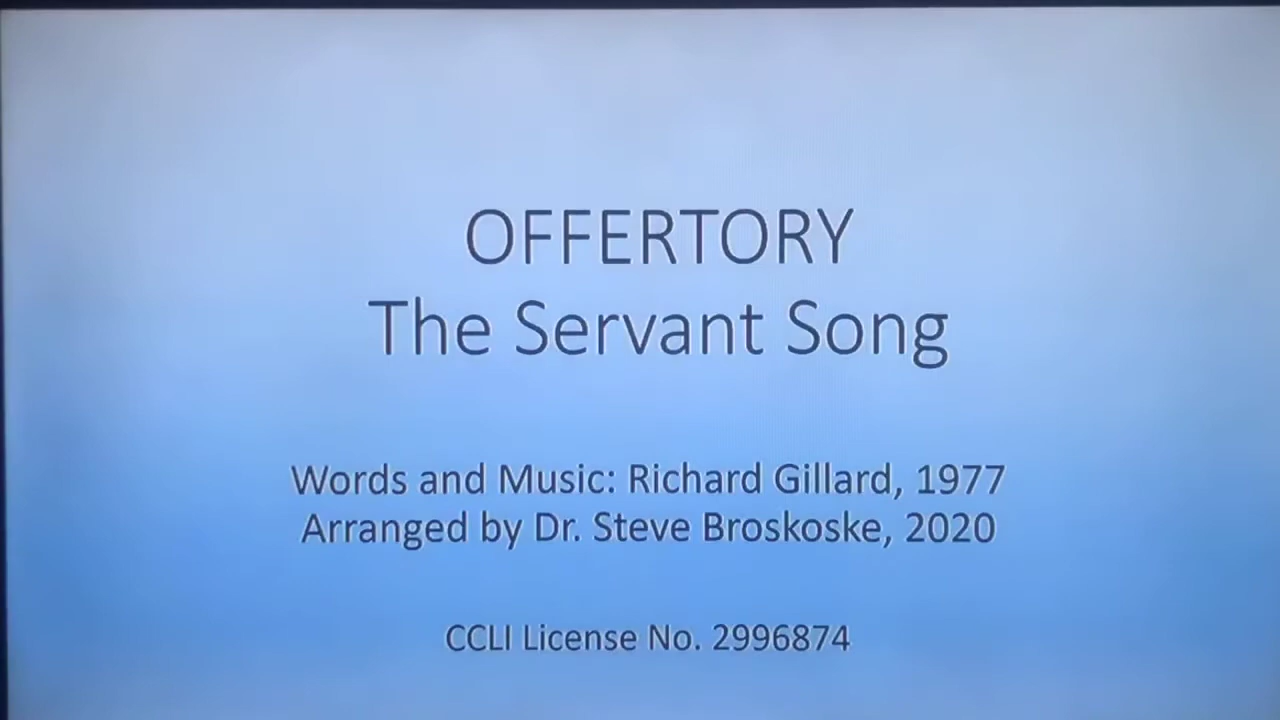 OFFERTORY
The Servant Song
Words and Music: Richard Gillard, 1977
Arranged by Dr. Steve Broskoske, 2020
CCLI License No. 2996874